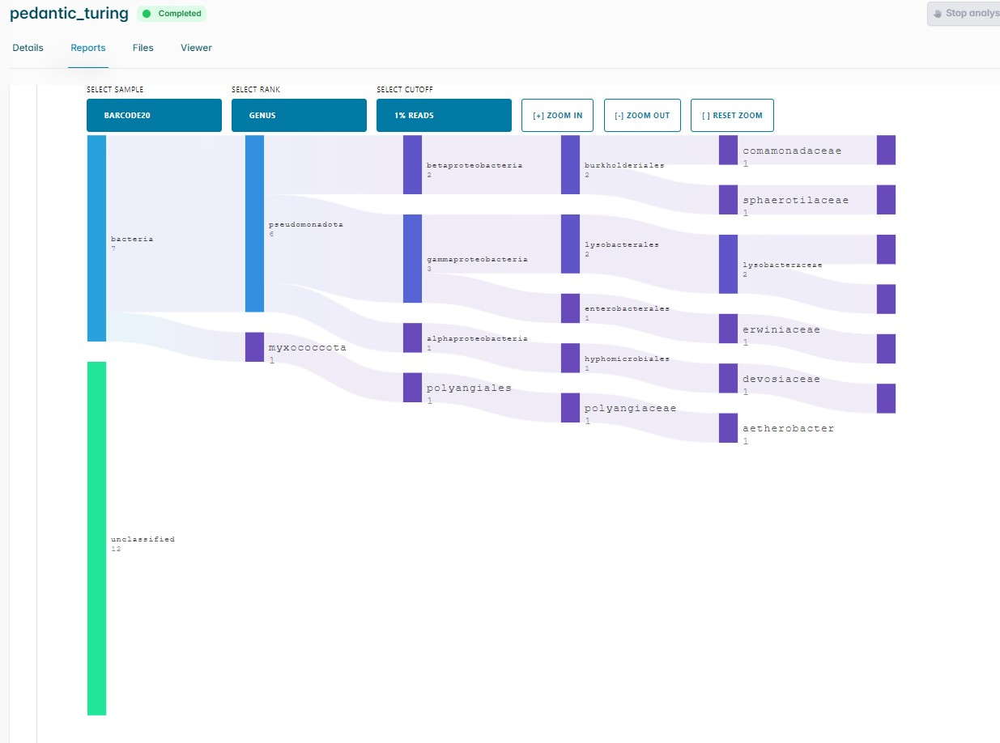 pedantic_turing
Completed
Stop analys
Details
Reports
Files
Viewer
SELECT SAMPLE
SELECT RANK
SELECT CUTOFF
BARCODE20
GENUS
1% READS
[+] ZOOM IN
[-] ZOOM OUT
[ ] RESET ZOOM
comamonadaceae
1
betaproteobacteria
2
burkholderiales
2
sphaerotilaceae
1
pseudomonadota
6
bacteria
7
lysobacterales
2
gammaproteobacteria
3
lysobacteraceae
2
enterobacterales
1
erwiniaceae
1
alphaproteobacteria
1
myxococcota
1
hyphomicrobiales
1
devosiaceae
1
polyangiales
1
polyangiaceae
1
aetherobacter
1
unclassified
12